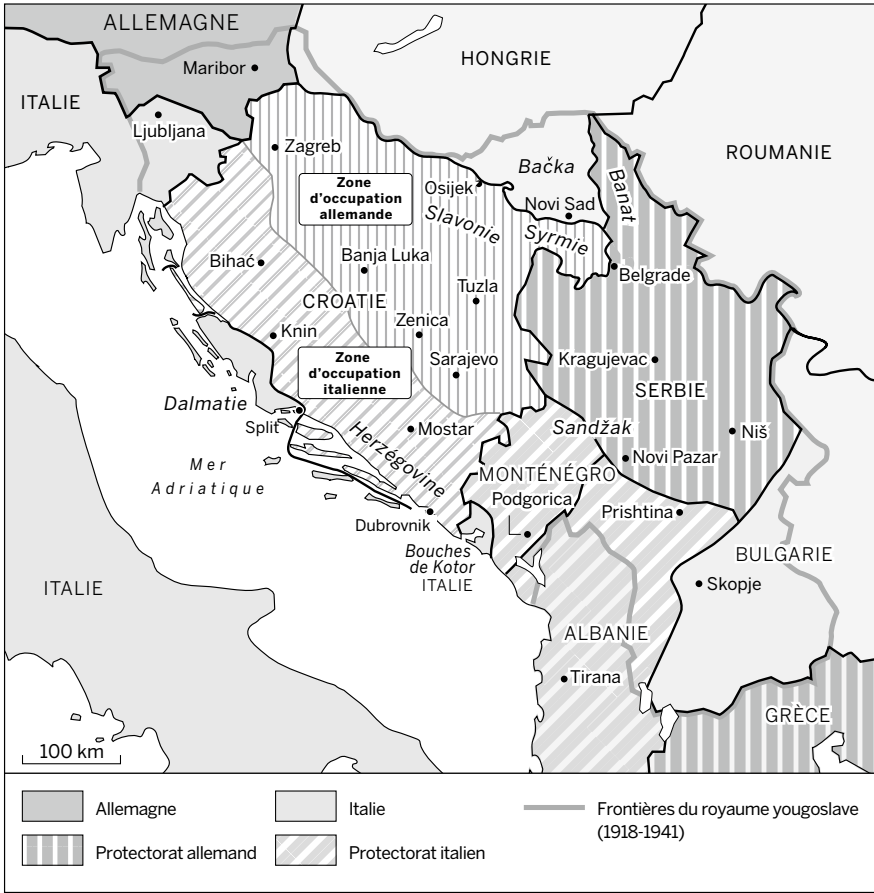 ALLEMAGNE
HONGRIE
Maribor
ITALIE
Ljubljana
Zagreb
ROUMANIE
Bačka
Banat
Zone
d'occupation
allemande
Osijek
Novi Sad
Slavonie
Syrmie
Bihać
Banja Luka
Belgrade
Tuzla
CROATIE
Zenica
Knin
Zone
d'occupation
italienne
Sarajevo
Kragujevac
SERBIE
Dalmatie
Split
Mostar
Herzégovine
Sandžak
Niš
Novi Pazar
Mer
Adriatique
MONTÉNÉGRO
Podgorica
Prishtina
Dubrovnik
Bouches
de Kotor
ITALIE
BULGARIE
Skopje
ITALIE
ALBANIE
Tirana
GRÈCE
100 km
Allemagne
Italie
Frontières du royaume yougoslave
(1918-1941)
Protectorat allemand
Protectorat italien